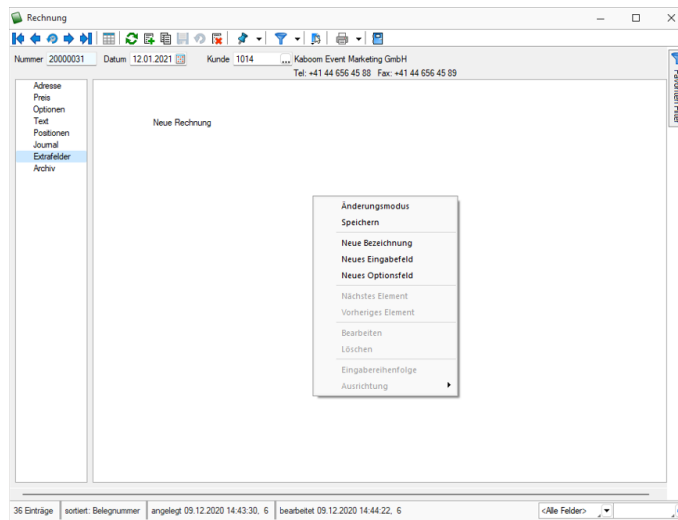 Rechnung
Nummer 20000031 Datum 12.01.2021 Kunde 1014 ... Kaboom Event Marketing GmbH
Tel: +41 44 656 45 88 Fax: +41 44 656 45 89
Favoriten Filter
Adresse
Preis
Optionen
Text
Positionen
Journal
Extrafelder
Archiv
Neue Rechnung
Änderungsmodus
Speichern
Neue Bezeichnung
Neues Eingabefeld
Neues Optionsfeld
Nächstes Element
Vorheriges Element
Bearbeiten
Löschen
Eingabereihenfolge
Ausrichtung
36 Einträge sortiert: Belegnummer angelegt 09.12.2020 14:43:30, 6 bearbeitet 09.12.2020 14:44:22, 6 <Alle Felder>